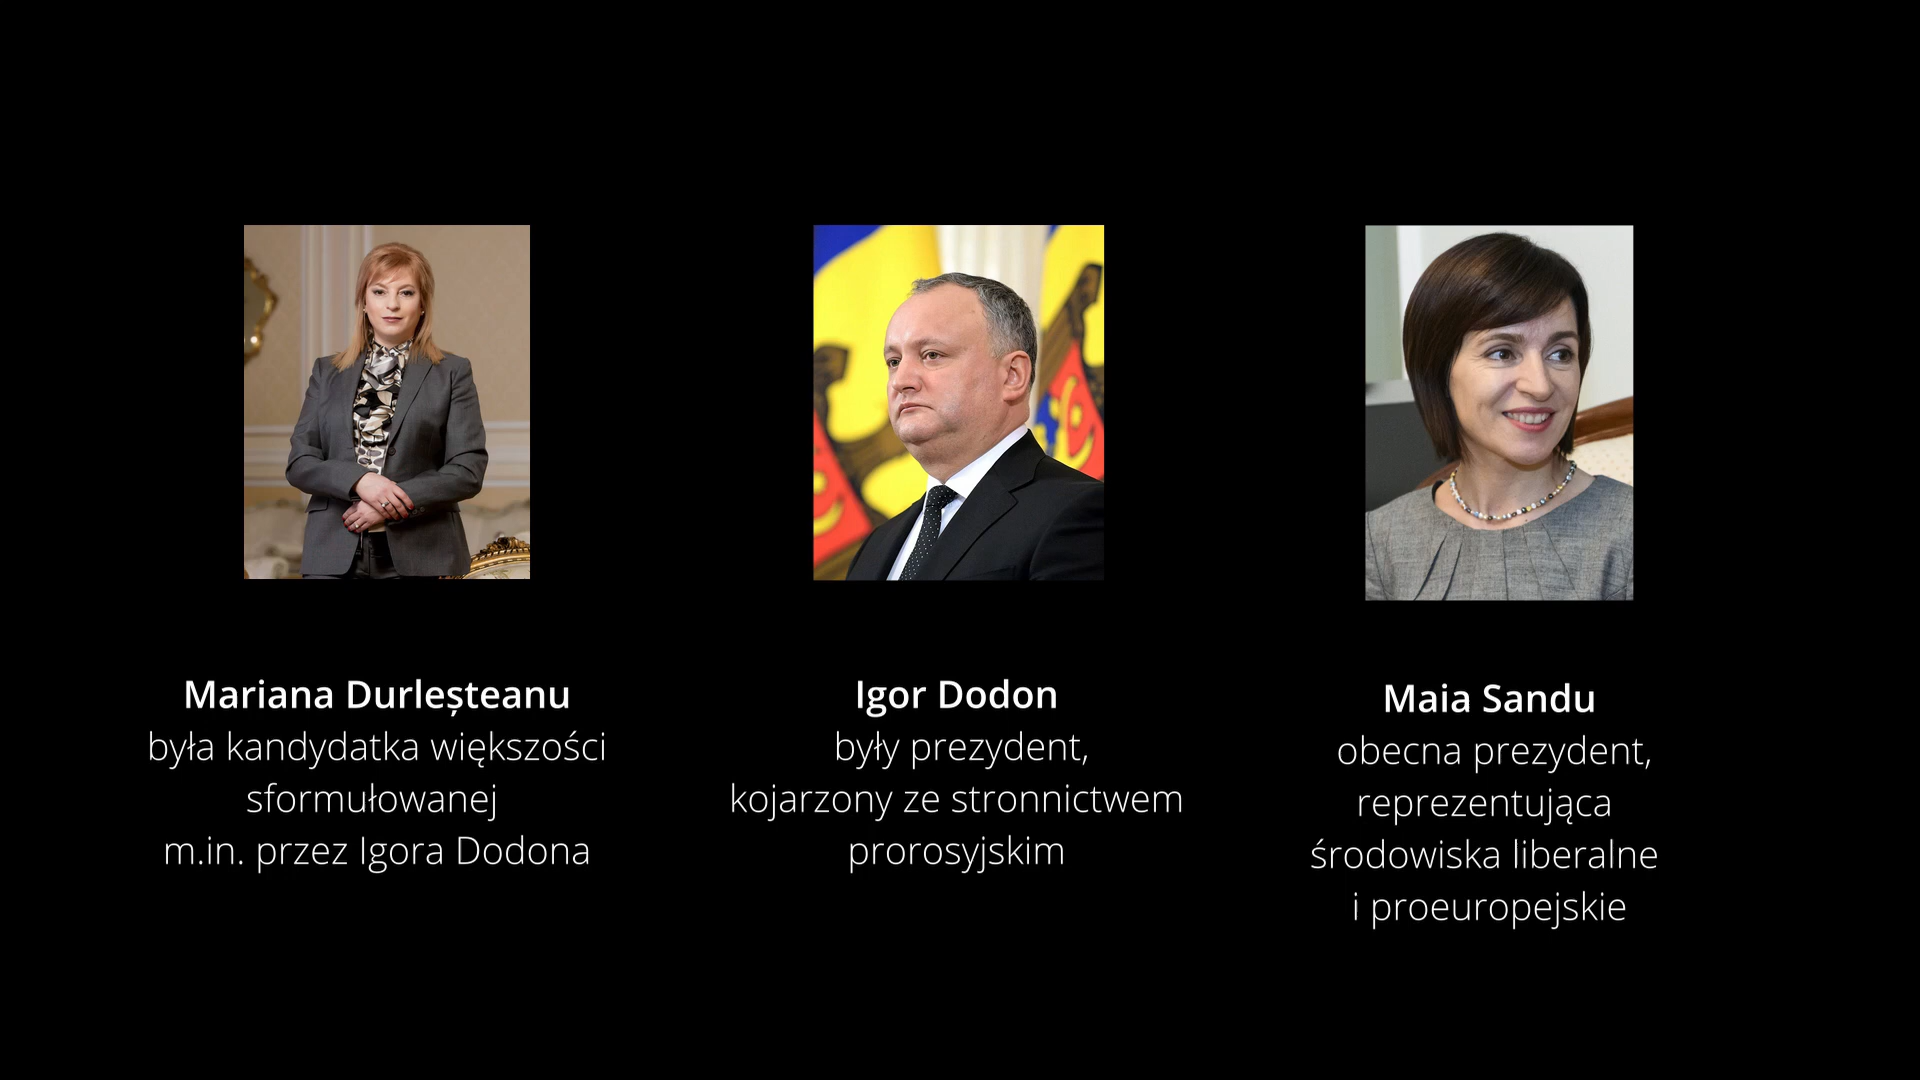 Mariana Durleșteanu
była kandydatka większości
sformułowanej
m.in. przez Igora Dodona
Igor Dodon
były prezydent,
kojarzony ze stronnictwem
prorosyjskim
Maia Sandu
obecna prezydent,
reprezentująca
środowiska liberalne
i proeuropejskie